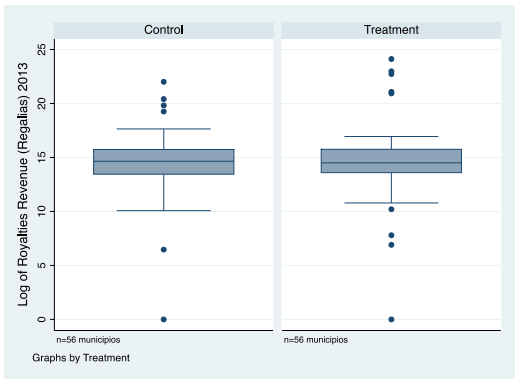 Control
Treatment
Log of Royalties Revenue (Regalias) 2013
25
20
15
10
5
0
n=56 municipios
n=56 municipios
Graphs by Treatment